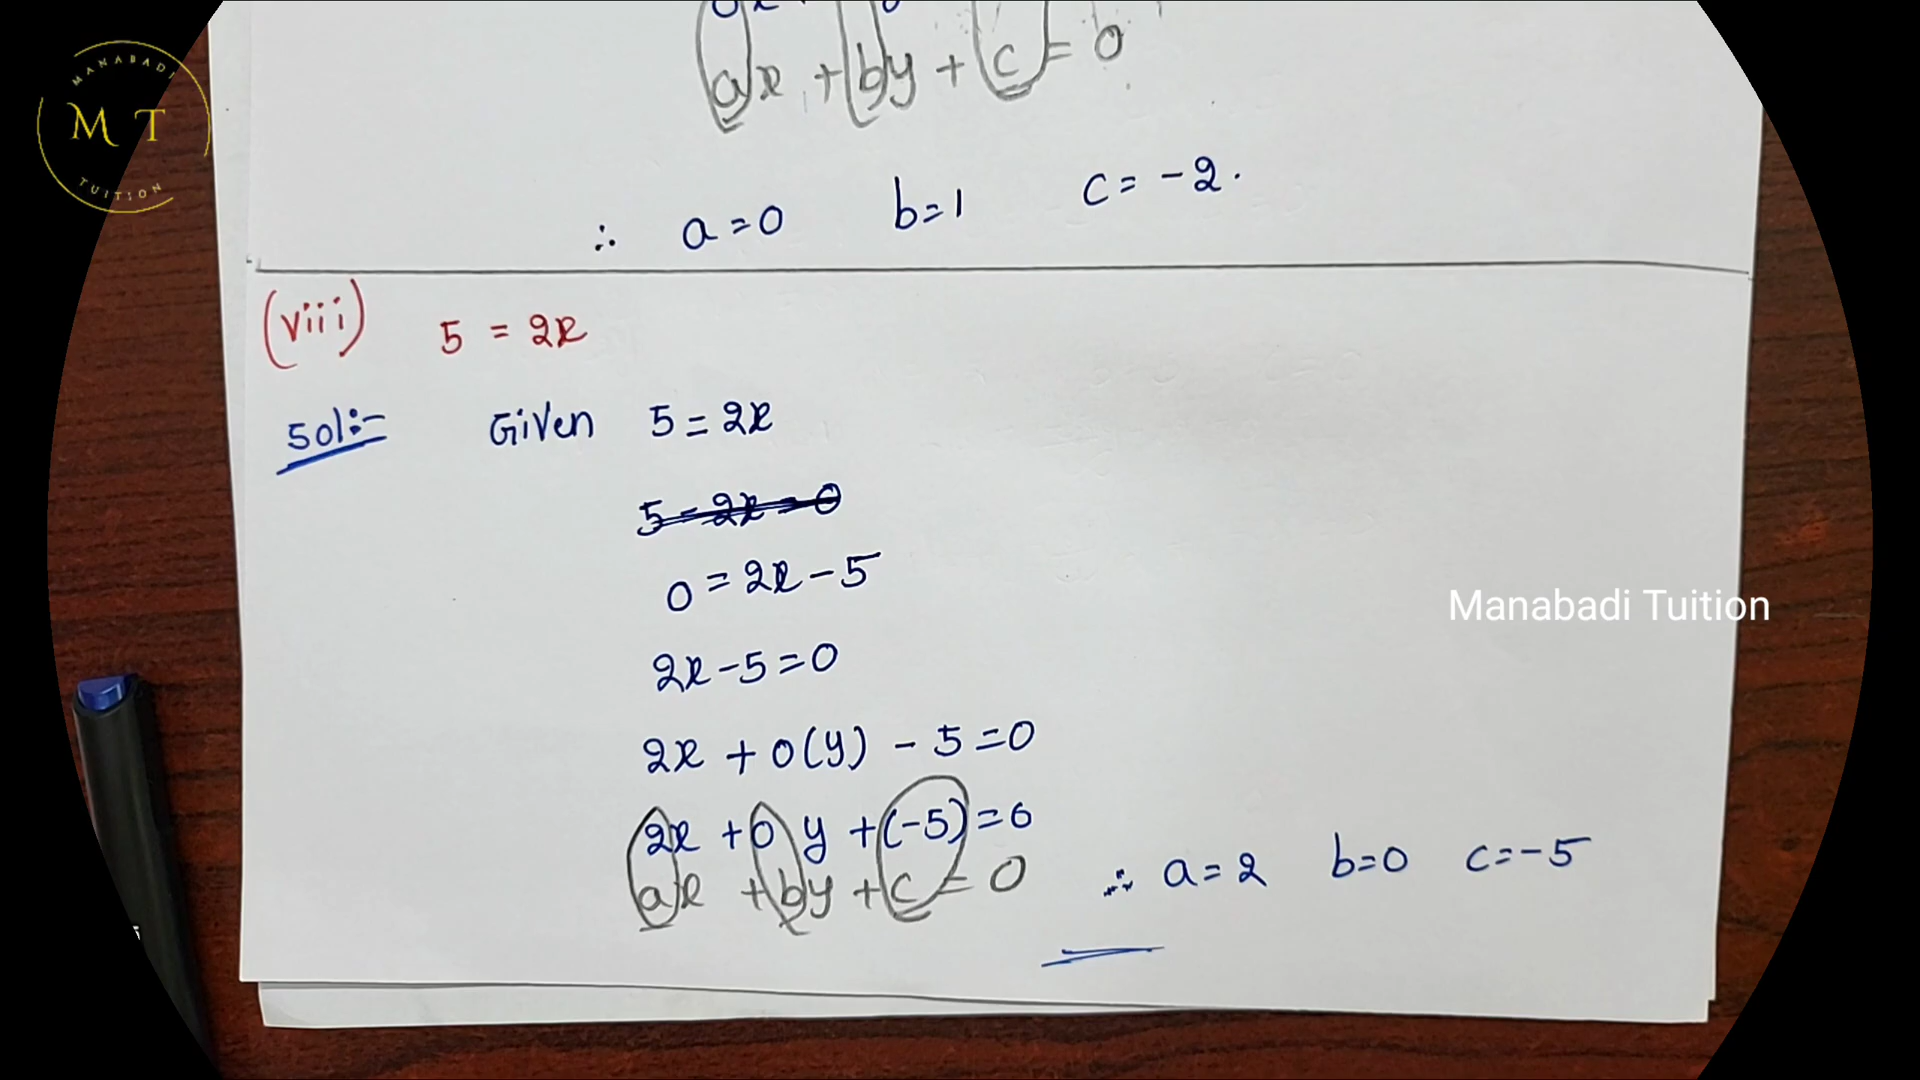 MANABADI
M T
TUITION
ax + by + c = 0
∴ a = 0 b = 1 c = -2.
(viii) 5 = 2x
Sol:- Given 5 = 2x
5 - 2x = 0
0 = 2x - 5
2x - 5 = 0
2x + 0(y) - 5 = 0
2x + 0 y + (-5) = 0
ax + by + c = 0 ∴ a = 2 b = 0 c = -5
Manabadi Tuition